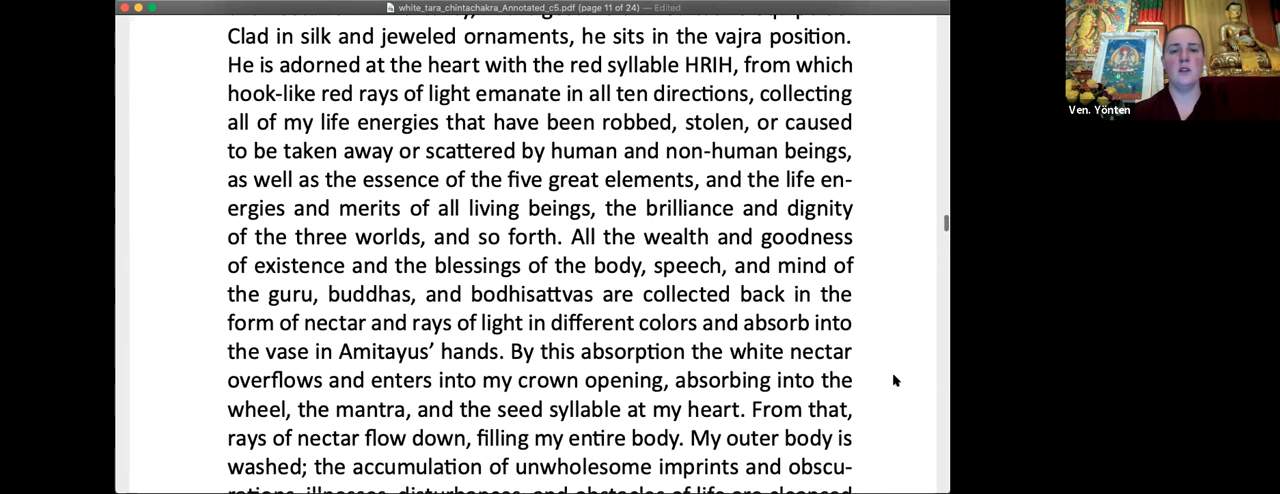 white_tara_chintachakra_Annotated_c5.pdf (page 11 of 24) — Edited
Clad in silk and jeweled ornaments, he sits in the vajra position.
He is adorned at the heart with the red syllable HRIH, from which
hook-like red rays of light emanate in all ten directions, collecting
all of my life energies that have been robbed, stolen, or caused
to be taken away or scattered by human and non-human beings,
as well as the essence of the five great elements, and the life en-
ergies and merits of all living beings, the brilliance and dignity
of the three worlds, and so forth. All the wealth and goodness
of existence and the blessings of the body, speech, and mind of
the guru, buddhas, and bodhisattvas are collected back in the
form of nectar and rays of light in different colors and absorb into
the vase in Amitayus’ hands. By this absorption the white nectar
overflows and enters into my crown opening, absorbing into the
wheel, the mantra, and the seed syllable at my heart. From that,
rays of nectar flow down, filling my entire body. My outer body is
washed; the accumulation of unwholesome imprints and obscu-
rations, illnesses, disturbances, and obstacles of life are cleansed
Ven. Yönten